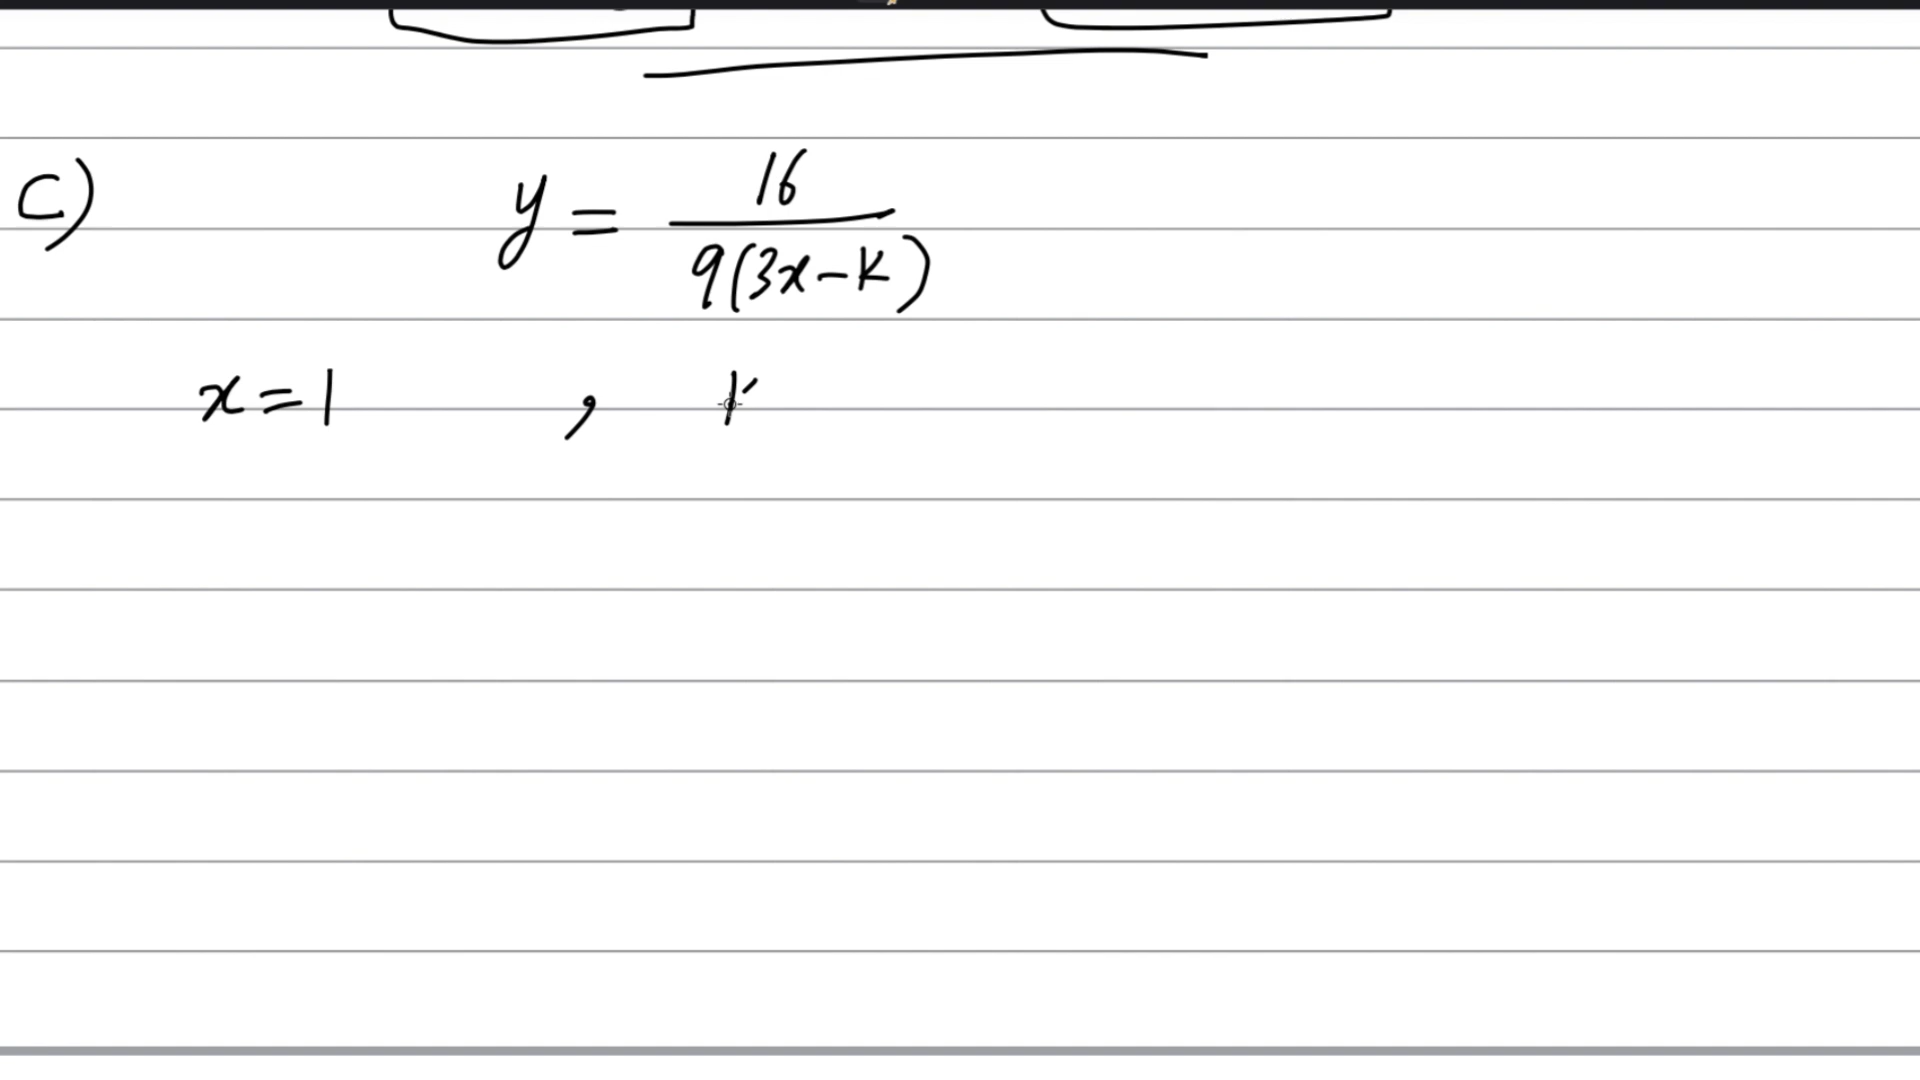 c) y = 16 / 9(3x-k)
x = 1 ,